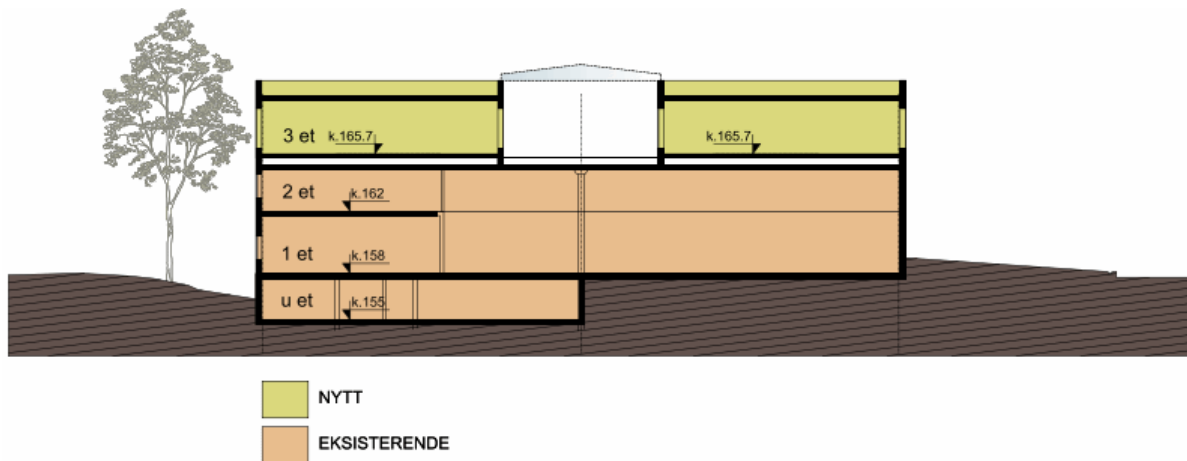 3 et k.165.7 k.165.7
2 et k.162
1 et k.158
u et k.155
NYTT
EKSISTERENDE